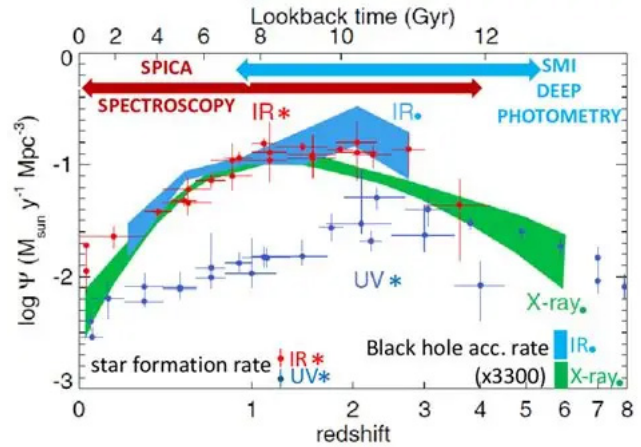 Lookback time (Gyr)
0 2 4 6 8 10 12
0
SPICA
SMI
SPECTROSCOPY
DEEP
PHOTOMETRY
IR*
IR•
-1
log Ψ (M sun y⁻¹ Mpc⁻³)
-2
UV*
X-ray•
star formation rate
IR*
UV*
Black hole acc. rate
(x3300)
IR•
X-ray•
-3
0 1 2 3 4 5 6 7 8
redshift